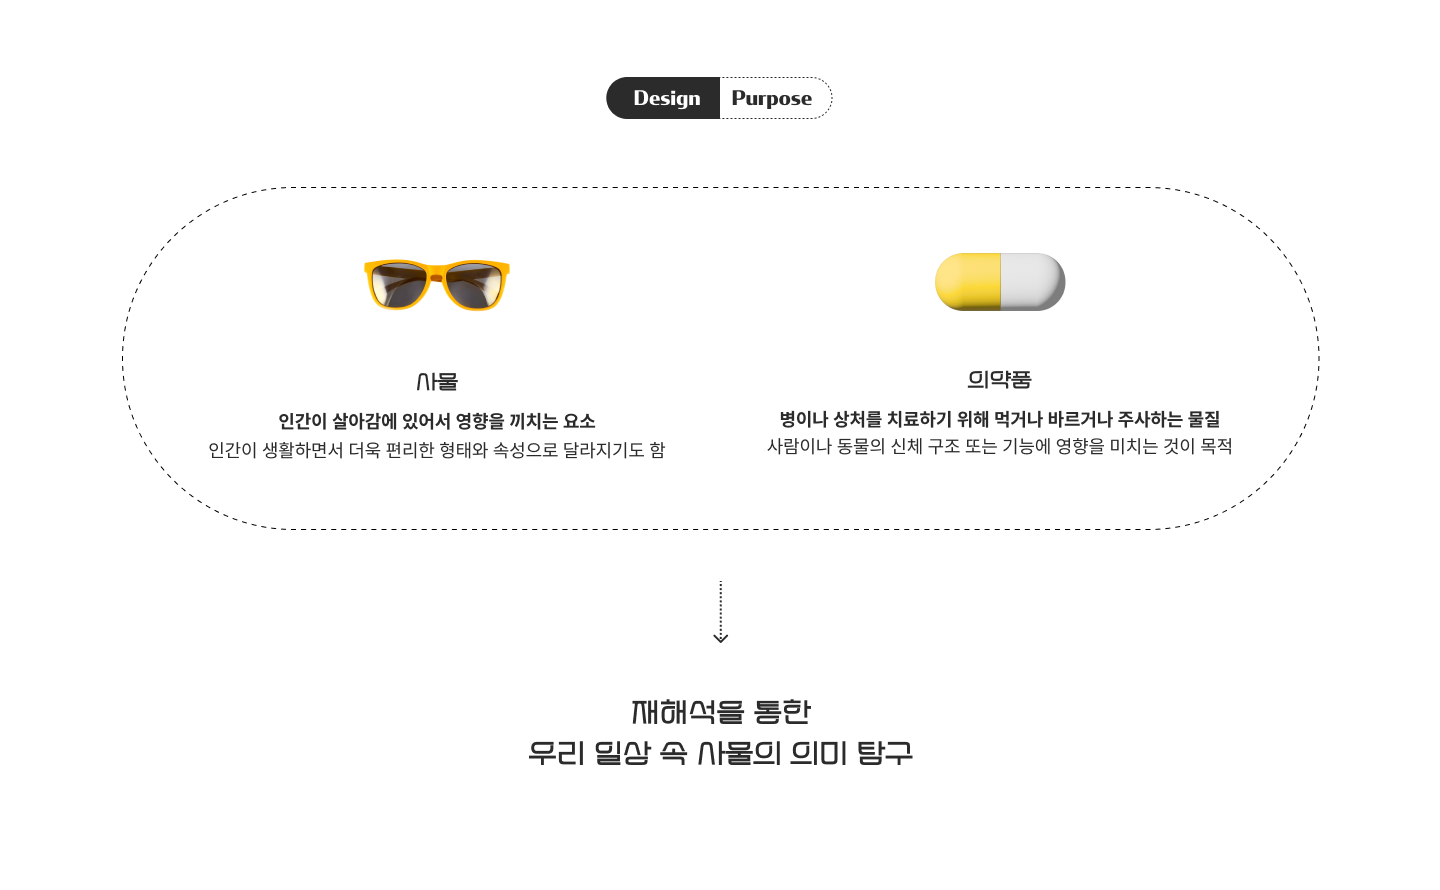 Design Purpose
사물
인간이 살아감에 있어서 영향을 끼치는 요소
인간이 생활하면서 더욱 편리한 형태와 속성으로 달라지기도 함
의약품
병이나 상처를 치료하기 위해 먹거나 바르거나 주사하는 물질
사람이나 동물의 신체 구조 또는 기능에 영향을 미치는 것이 목적
재해석을 통한
우리 일상 속 사물의 의미 탐구